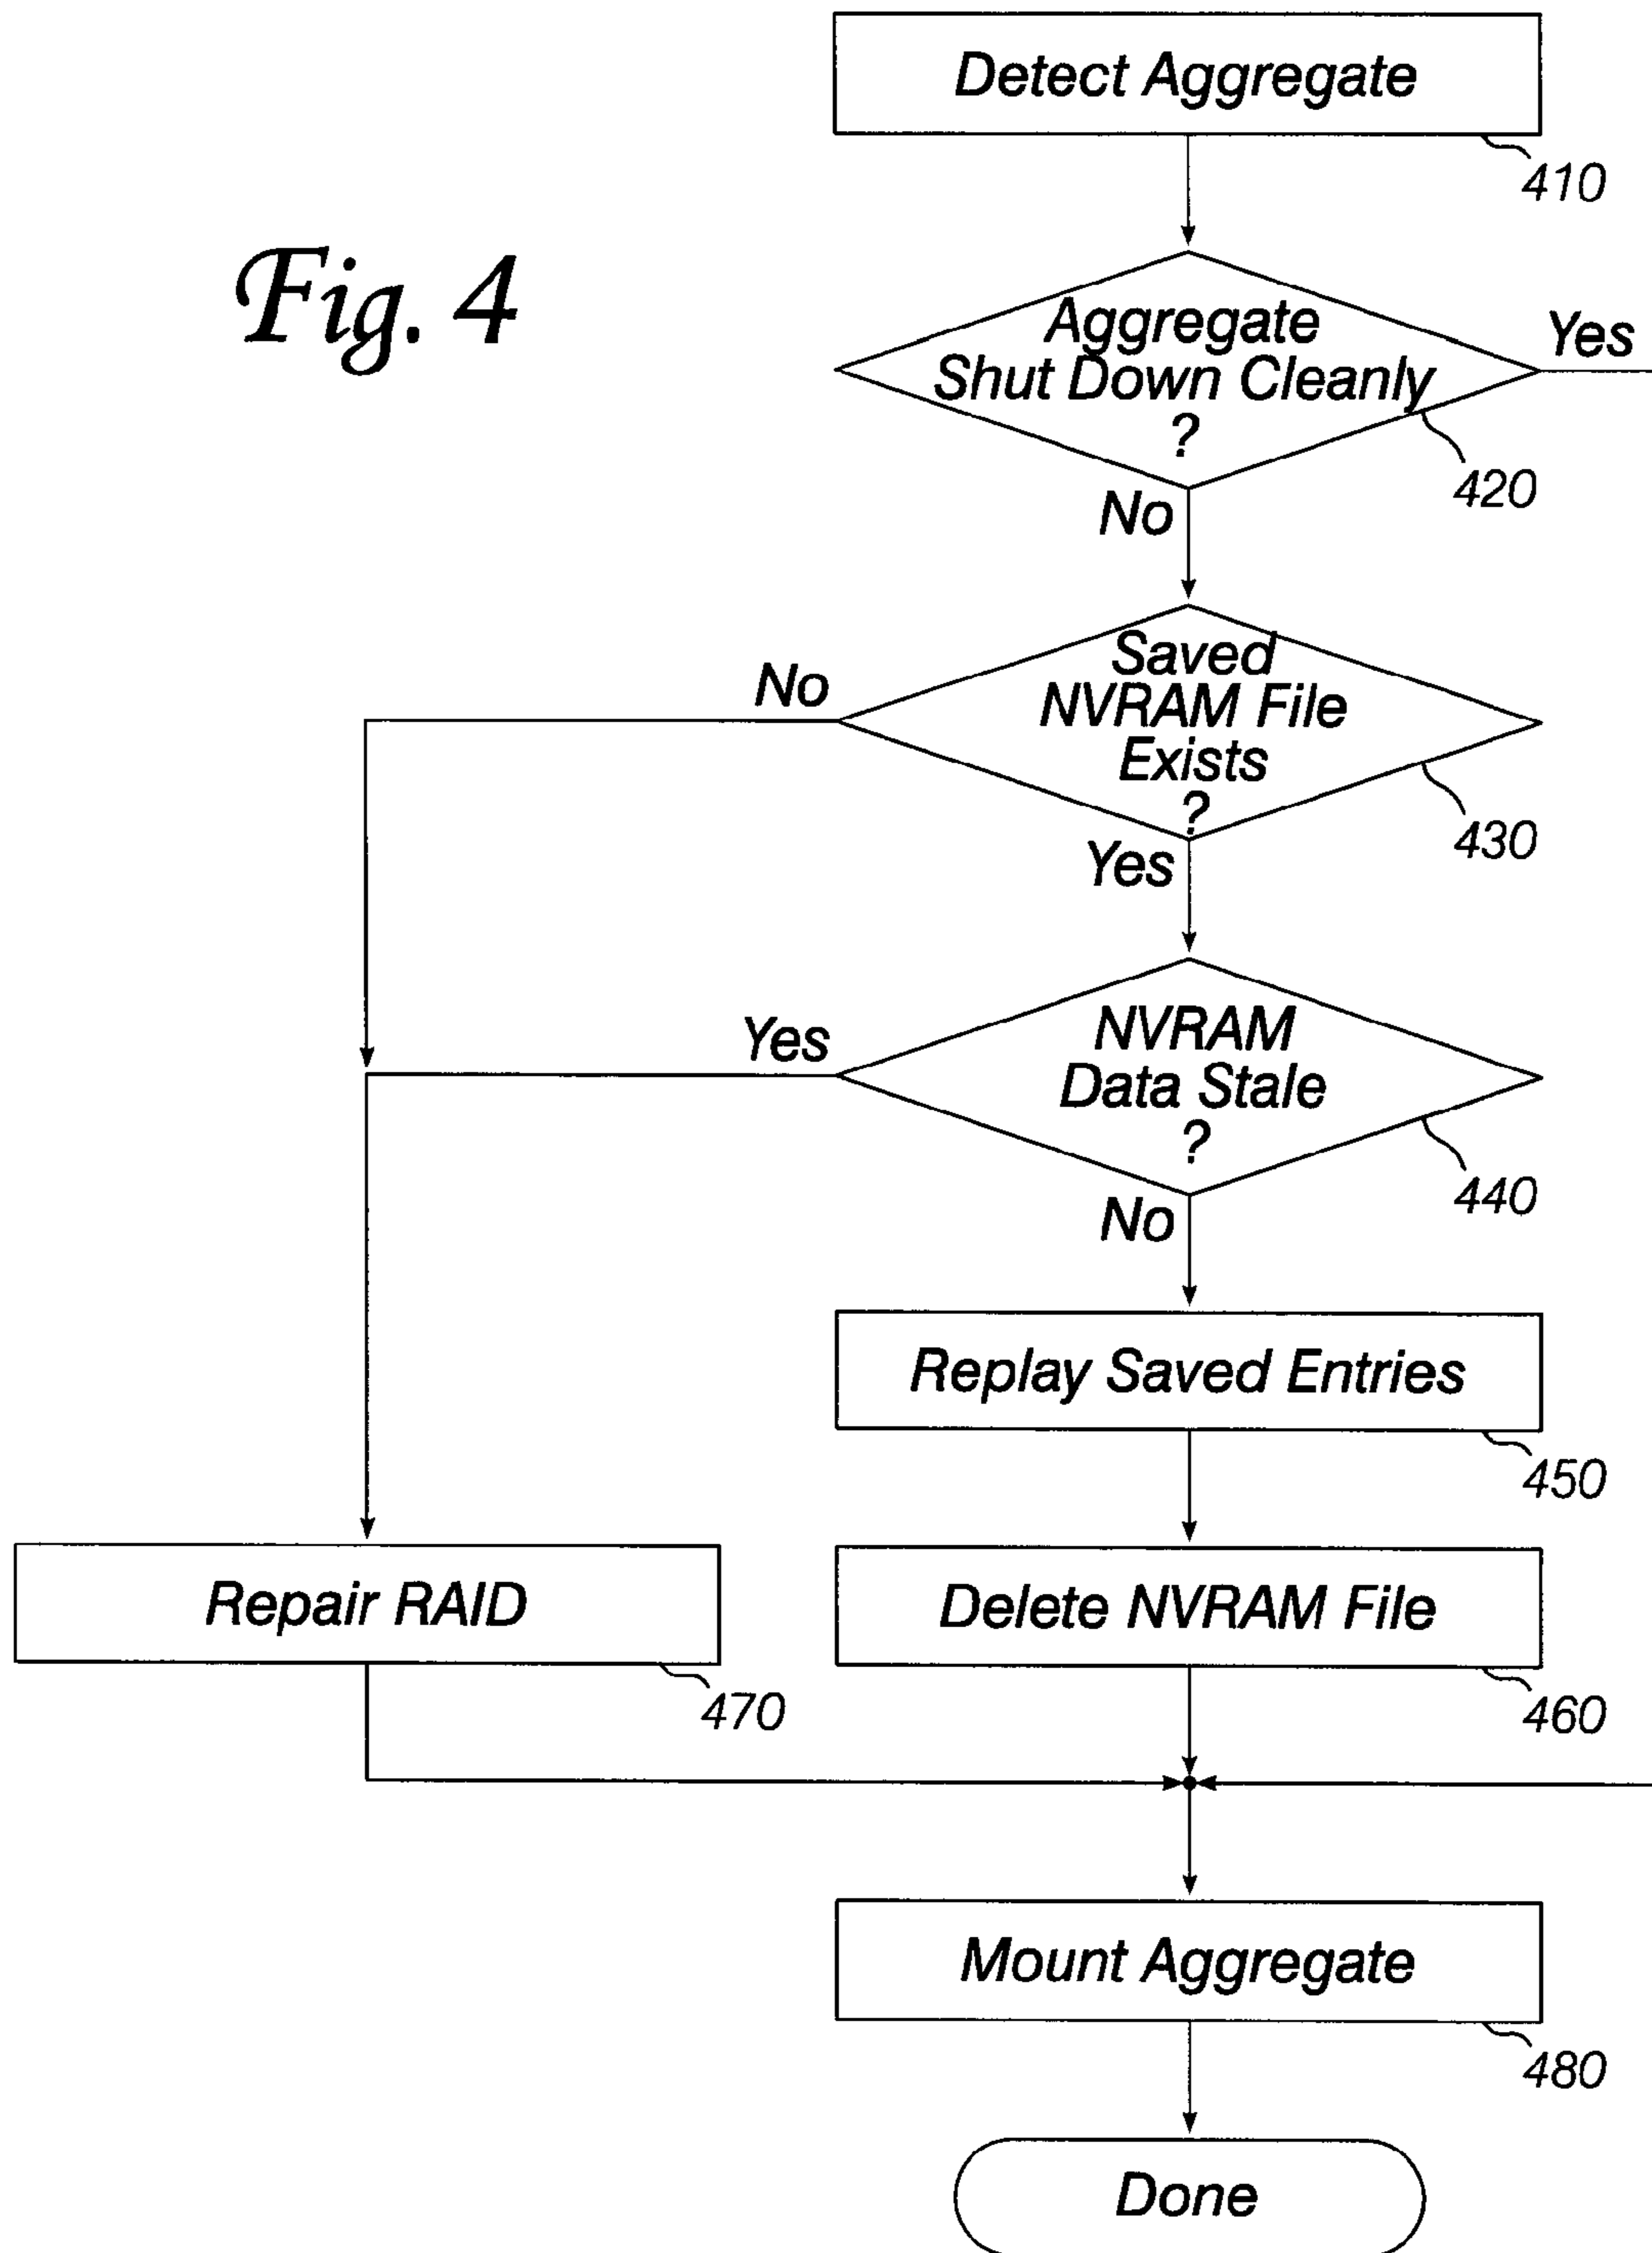 Detect Aggregate
410
Fig. 4
Aggregate
Shut Down Cleanly
?
Yes
420
No
Saved
NVRAM File
Exists
?
No
430
Yes
NVRAM
Data Stale
?
Yes
440
No
Replay Saved Entries
450
Repair RAID
470
Delete NVRAM File
460
Mount Aggregate
480
Done